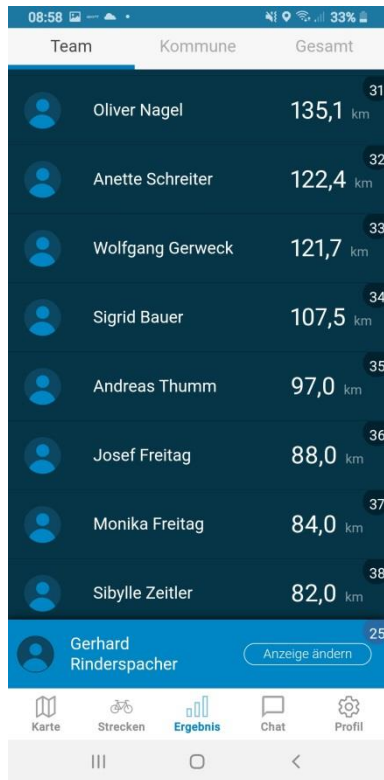 08:58 33%
Team Kommune Gesamt
31
Oliver Nagel 135,1 km
32
Anette Schreiter 122,4 km
33
Wolfgang Gerweck 121,7 km
34
Sigrid Bauer 107,5 km
35
Andreas Thumm 97,0 km
36
Josef Freitag 88,0 km
37
Monika Freitag 84,0 km
38
Sibylle Zeitler 82,0 km
25
Gerhard
Rinderspacher Anzeige ändern
Karte Strecken Ergebnis Chat Profil